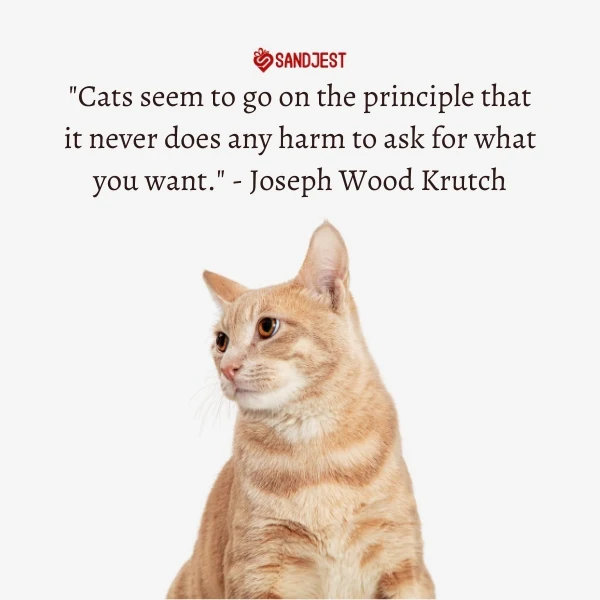 SANDJEST
"Cats seem to go on the principle that
it never does any harm to ask for what
you want." - Joseph Wood Krutch